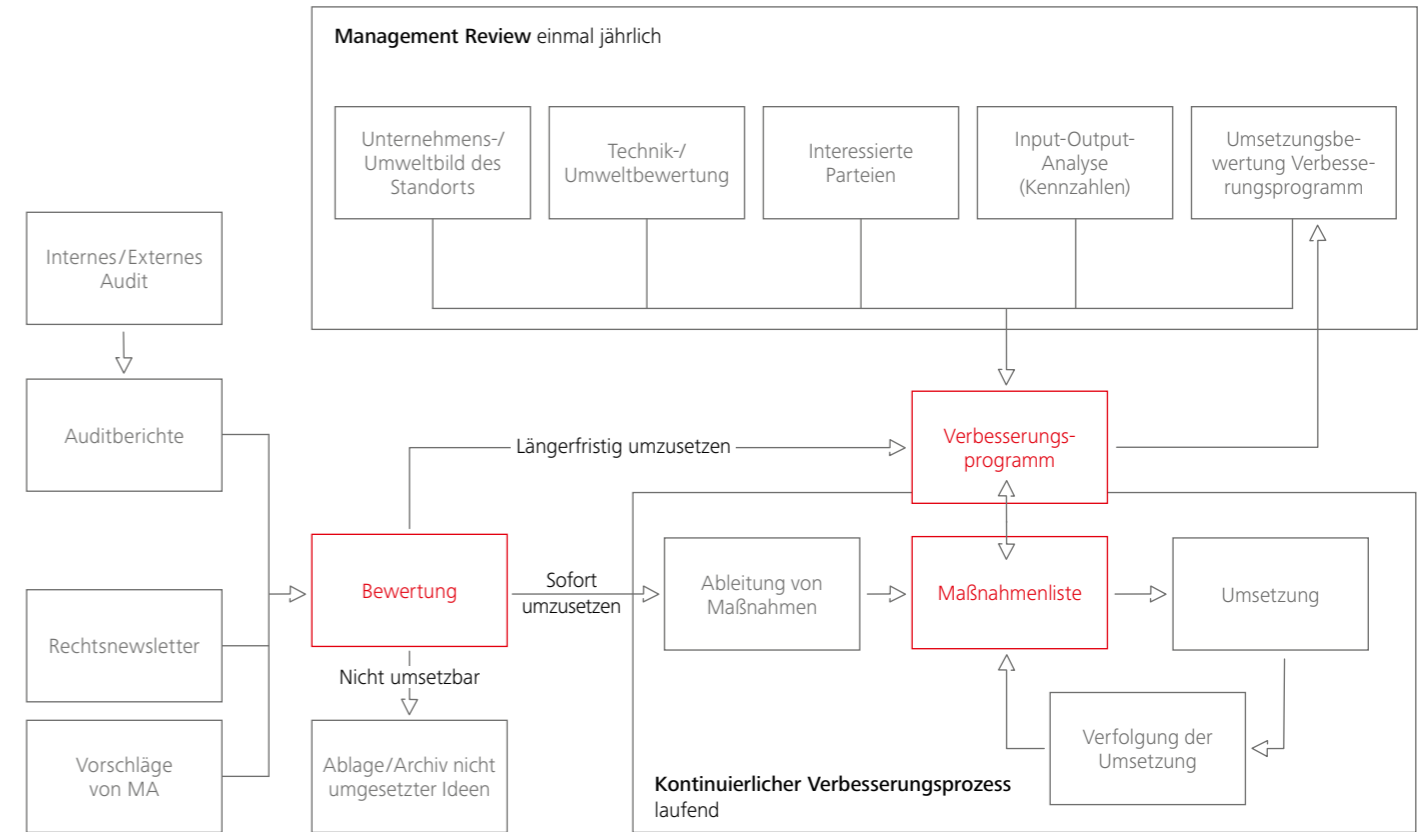 Management Review einmal jährlich
Unternehmens-/
Umweltbild des
Standorts
Technik-/
Umweltbewertung
Interessierte
Parteien
Input-Output-
Analyse
(Kennzahlen)
Umsetzungsbe-
wertung Verbesse-
rungsprogramm
Internes/Externes
Audit
Auditberichte
Längerfristig umzusetzen
Verbesserungs-
programm
Rechtsnewsletter
Bewertung
Sofort
umzusetzen
Ableitung von
Maßnahmen
Maßnahmenliste
Umsetzung
Nicht umsetzbar
Vorschläge
von MA
Ablage/Archiv nicht
umgesetzter Ideen
Verfolgung der
Umsetzung
Kontinuierlicher Verbesserungsprozess
laufend